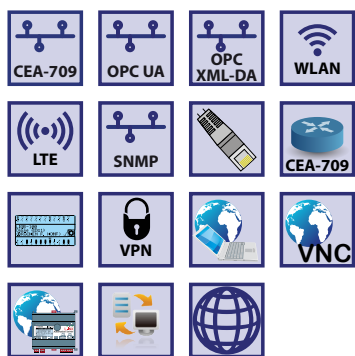 CEA-709
OPC UA
OPC
XML-DA
WLAN
LTE
SNMP
CEA-709
VPN
VNC